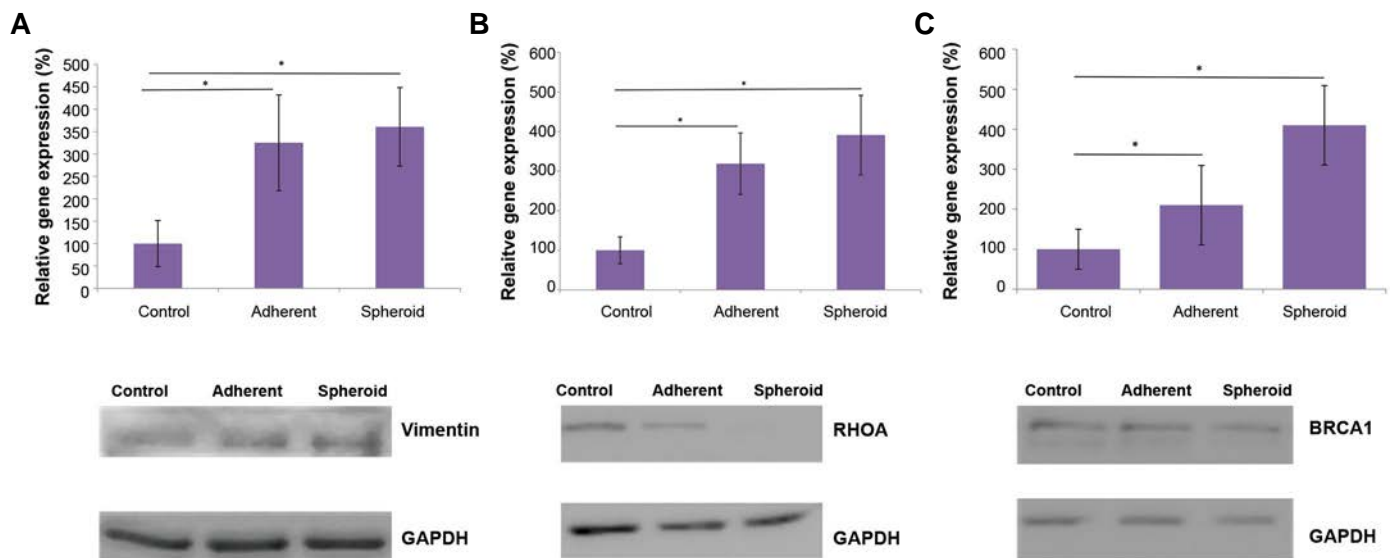 A
Relative gene expression (%)
500
450
400
350
300
250
200
150
100
50
0
*
*
Control Adherent Spheroid
Control Adherent Spheroid
Vimentin
GAPDH
B
Relaitve gene expression (%)
600
500
400
300
200
100
0
*
*
Control Adherent Spheroid
Control Adherent Spheroid
RHOA
GAPDH
C
Relative gene expression (%)
600
500
400
300
200
100
0
*
*
Control Adherent Spheroid
Control Adherent Spheroid
BRCA1
GAPDH